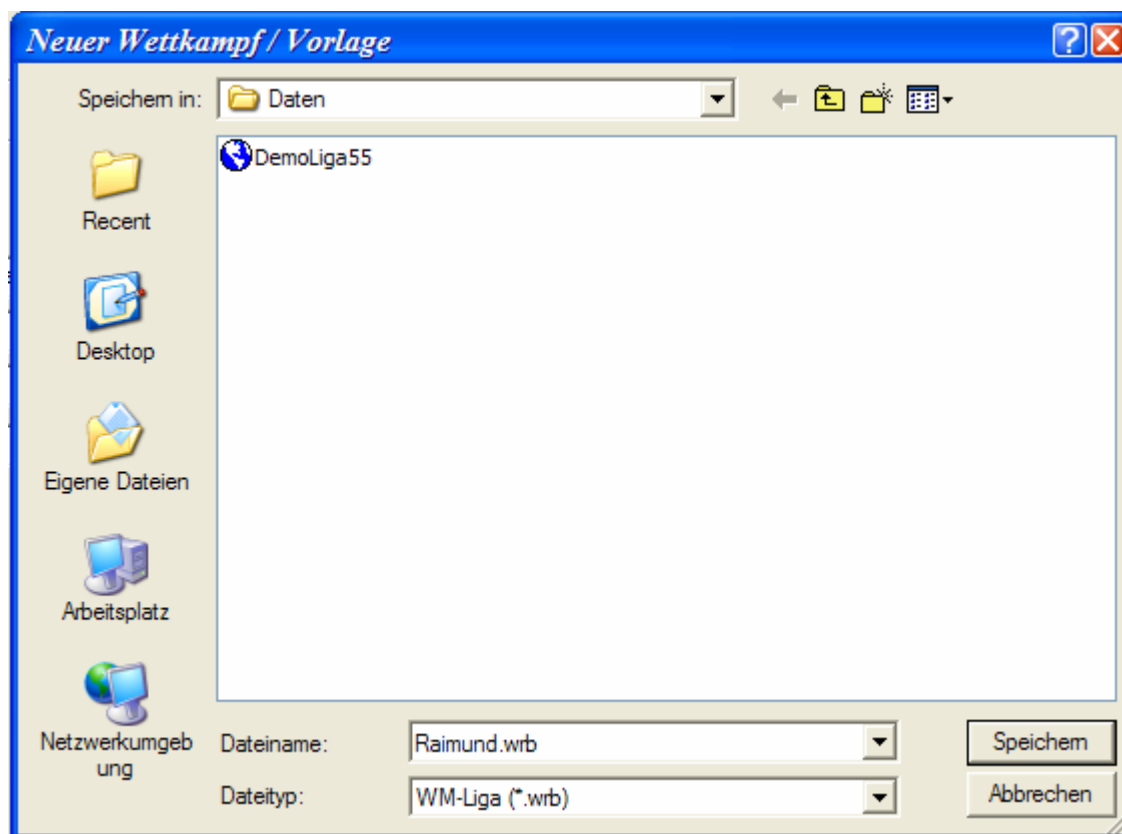 Neuer Wettkampf / Vorlage
Speichern in: Daten
DemoLiga55
Recent
Desktop
Eigene Dateien
Arbeitsplatz
Netzwerkumgeb
ung
Dateiname: Raimund.wrb Speichern
Dateityp: WM-Liga (*.wrb) Abbrechen